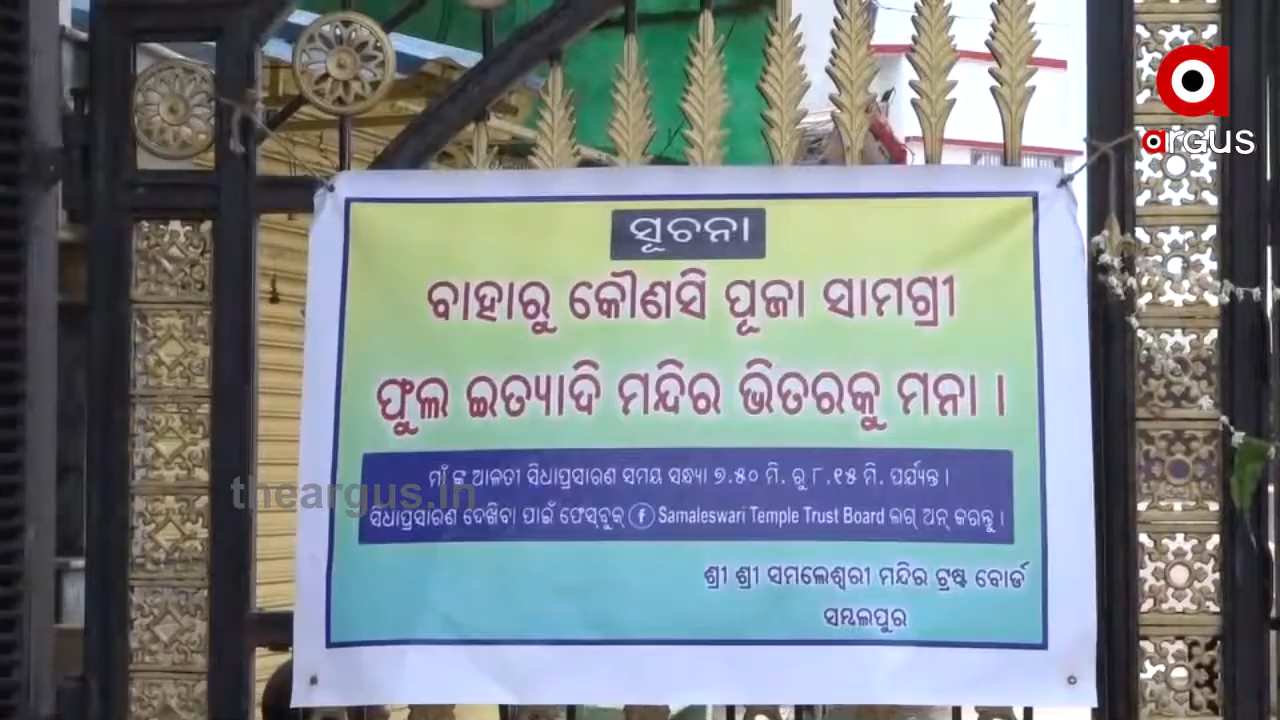 argus
ସୂଚନା
ବାହାରୁ କୌଣସି ପୂଜା ସାମଗ୍ରୀ
ଫୁଲ ଇତ୍ୟାଦି ମନ୍ଦିର ଭିତରକୁ ମନା ।
ମାଁ ଙ୍କ ଆଳତୀ ସିଧାପ୍ରସାରଣ ସମୟ ସନ୍ଧ୍ୟା ୭.୫୦ ମି. ରୁ ୮.୧୫ ମି. ପର୍ଯ୍ୟନ୍ତ ।
theargus.in
ସିଧାପ୍ରସାରଣ ଦେଖିବା ପାଇଁ ଫେସ୍‌ବୁକ୍ f Samaleswari Temple Trust Board ଲଗ୍ ଅନ୍ କରନ୍ତୁ ।
ଶ୍ରୀ ଶ୍ରୀ ସମଲେଶ୍ୱରୀ ମନ୍ଦିର ଟ୍ରଷ୍ଟ ବୋର୍ଡ
ସମ୍ବଲପୁର